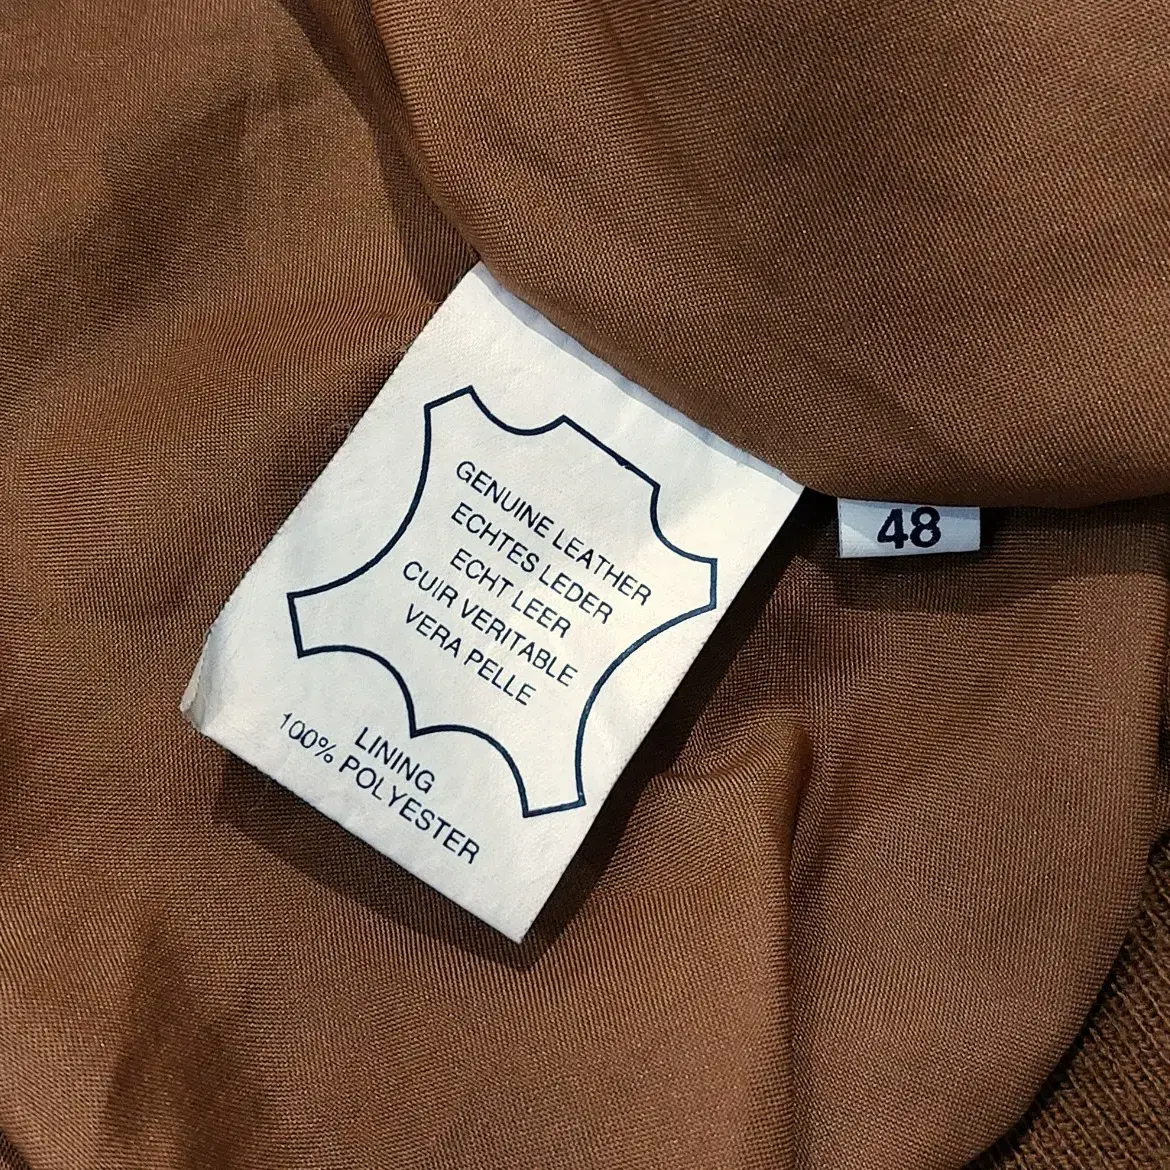 GENUINE LEATHER
ECHTES LEDER
ECHT LEER
CUIR VERITABLE
VERA PELLE
LINING
100% POLYESTER
48